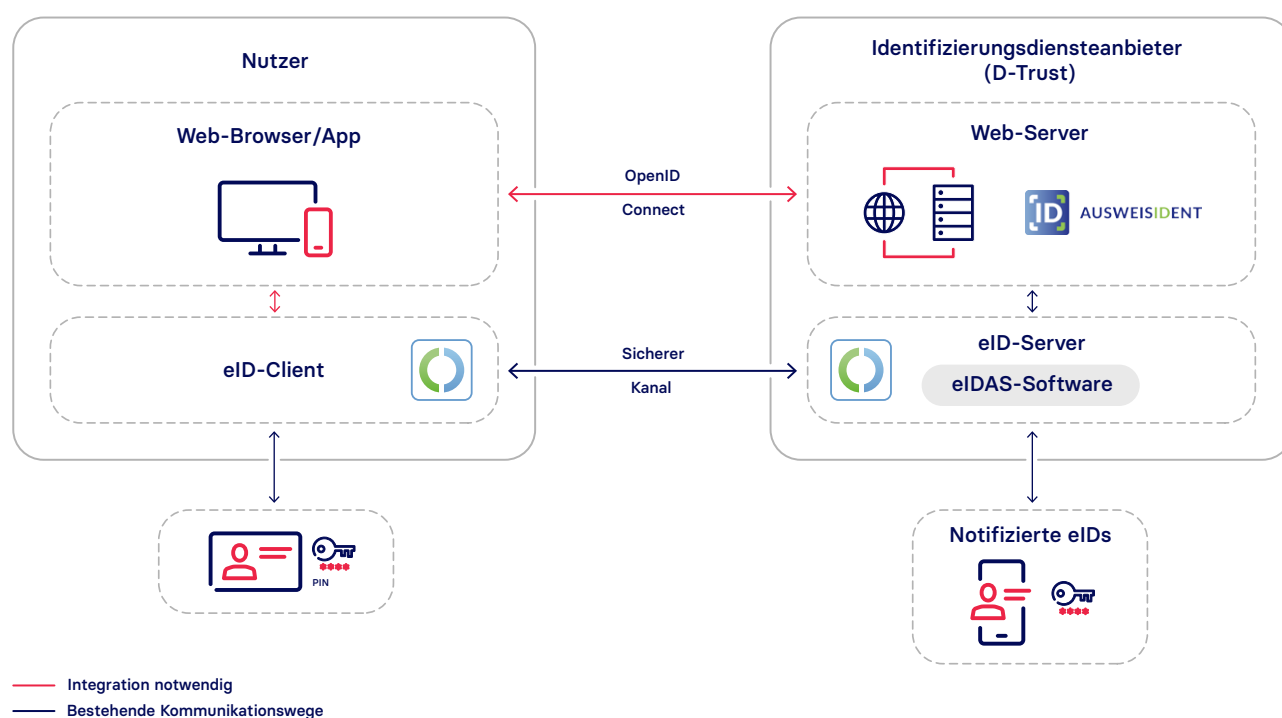 Nutzer
Web-Browser/App
eID-Client
PIN
OpenID
Connect
Sicherer
Kanal
Identifizierungsdiensteanbieter
(D-Trust)
Web-Server
ID
AUSWEISIDENT
eID-Server
eIDAS-Software
Notifizierte eIDs
Integration notwendig
Bestehende Kommunikationswege